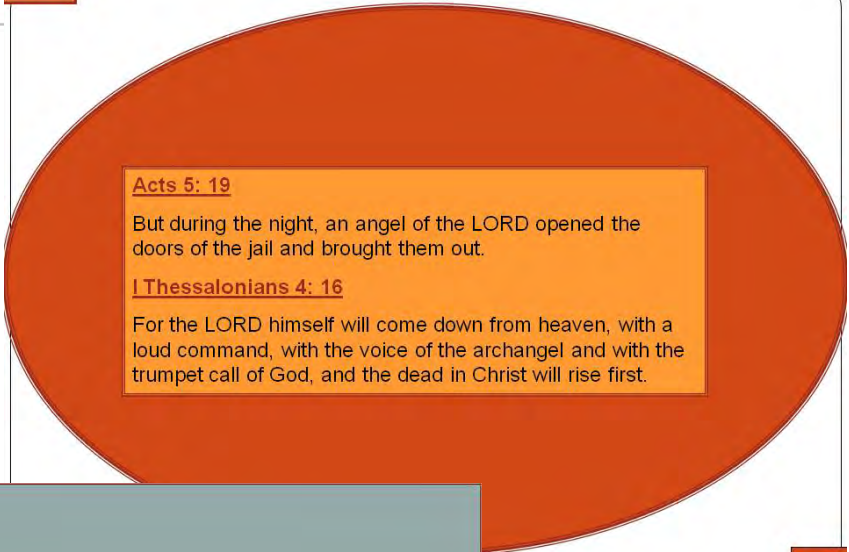 Acts 5: 19
But during the night, an angel of the LORD opened the
doors of the jail and brought them out.
I Thessalonians 4: 16
For the LORD himself will come down from heaven, with a
loud command, with the voice of the archangel and with the
trumpet call of God, and the dead in Christ will rise first.